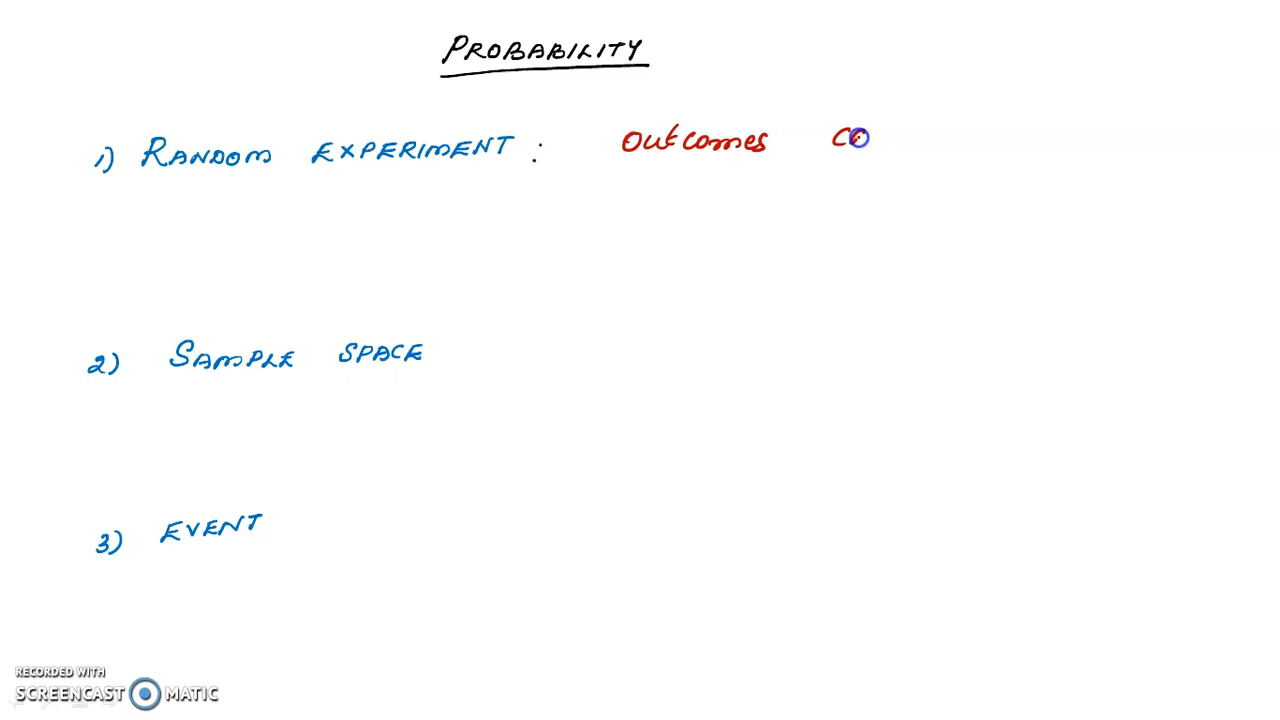 PROBABILITY
1) RANDOM EXPERIMENT : Outcomes
2) SAMPLE SPACE
3) EVENT
RECORDED WITH
SCREENCAST MATIC